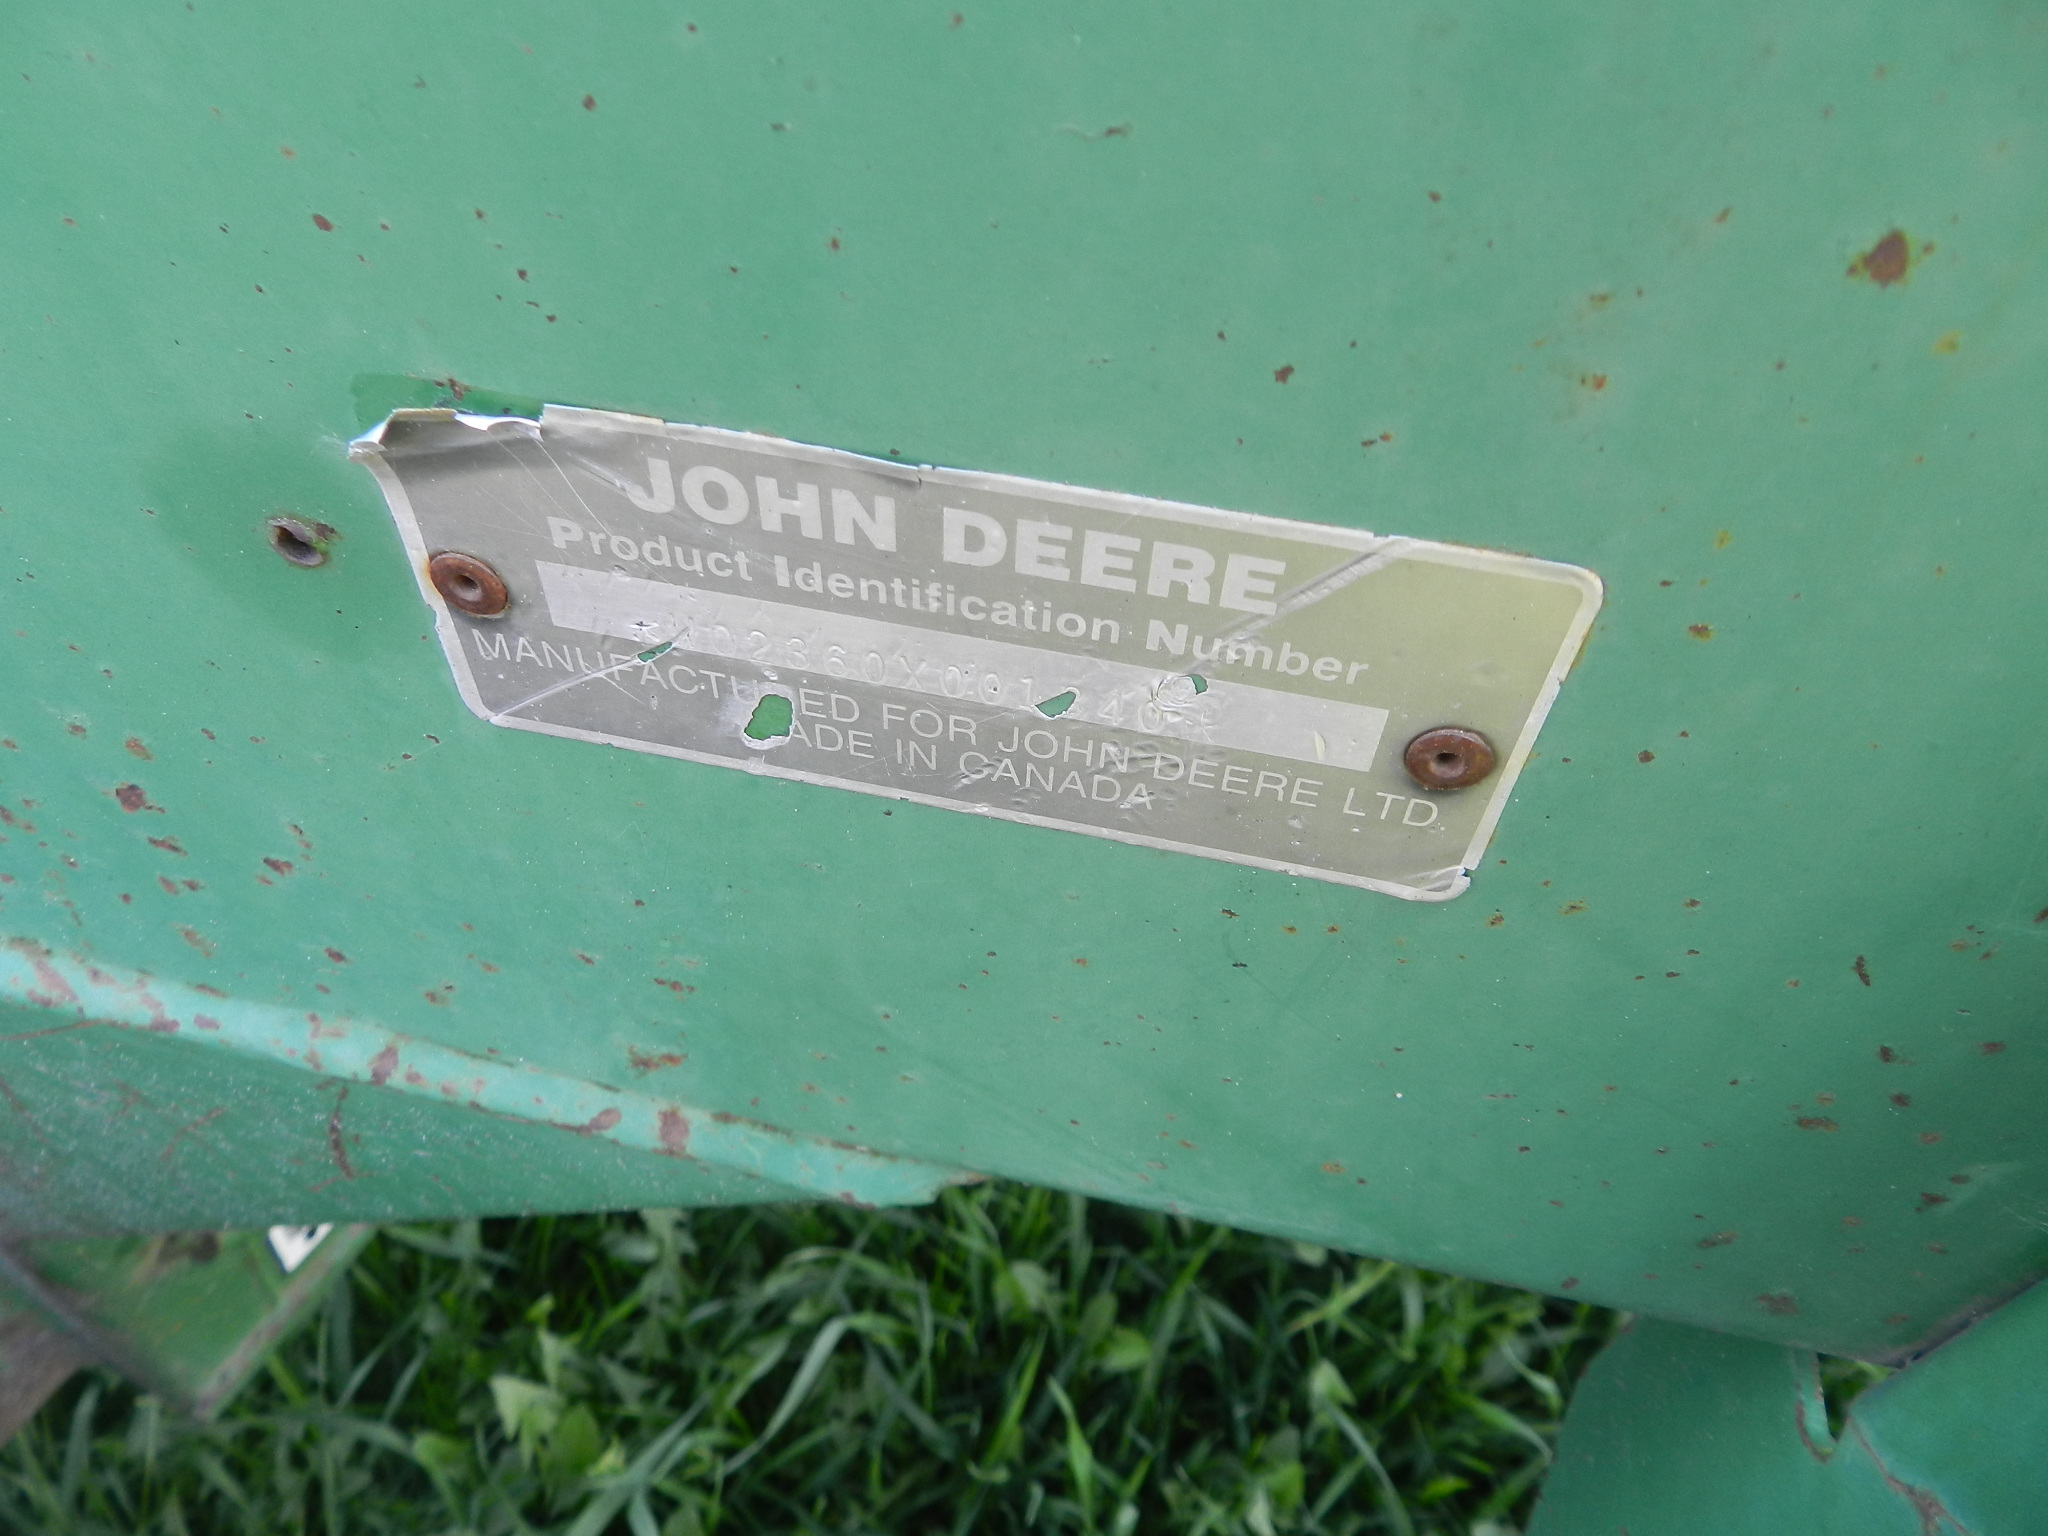 JOHN DEERE
Product Identification Number
MANUFACTURED FOR JOHN DEERE LTD.
MADE IN CANADA